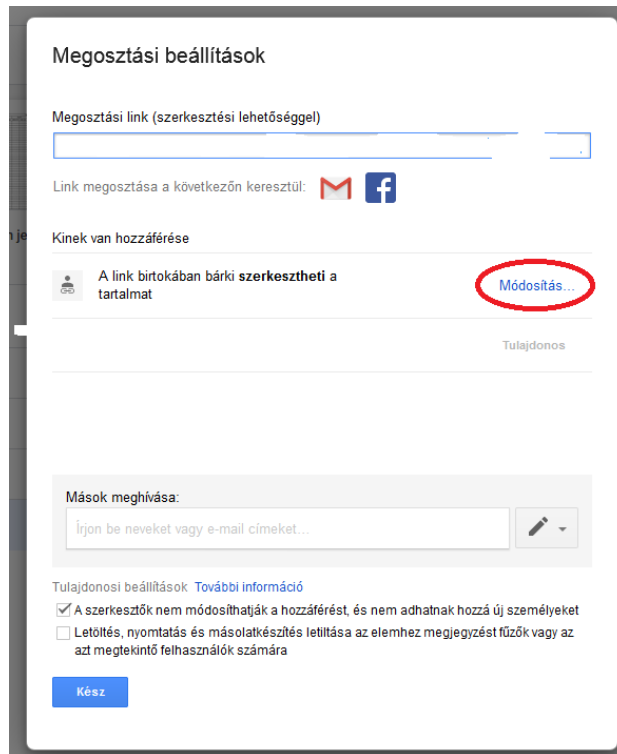 Megosztási beállítások
Megosztási link (szerkesztési lehetőséggel)
Link megosztása a következőn keresztül:
Kinek van hozzáférése
A link birtokában bárki szerkesztheti a
tartalmat
Módosítás...
Tulajdonos
Mások meghívása:
Írjon be neveket vagy e-mail címeket...
Tulajdonosi beállítások További információ
A szerkesztők nem módosíthatják a hozzáférést, és nem adhatnak hozzá új személyeket
Letöltés, nyomtatás és másolatkészítés letiltása az elemhez megjegyzést fűzők vagy az
azt megtekintő felhasználók számára
Kész